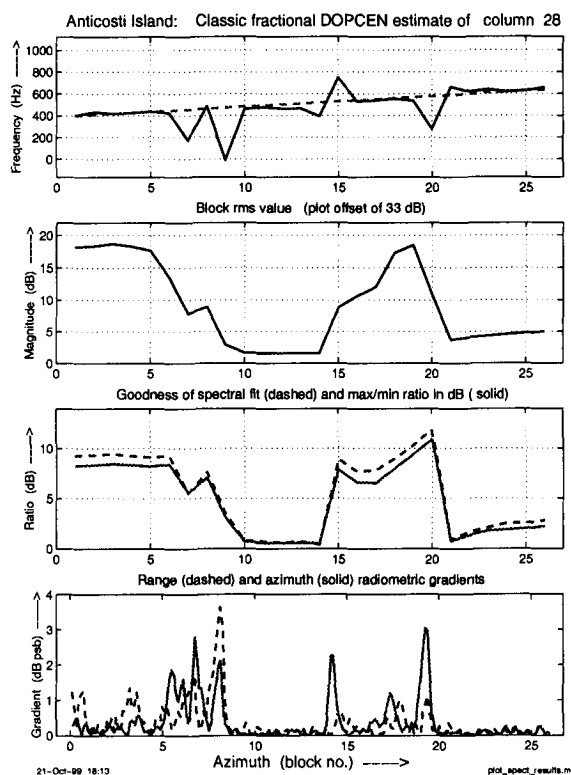 Anticosti Island:   Classic fractional DOPCEN estimate of   column  28
Frequency (Hz) ---->
1000
800
600
400
200
0
0 5 10 15 20 25
Block rms value   (plot offset of 33 dB)
Magnitude (dB) ---->
20
15
10
5
0
0 5 10 15 20 25
Goodness of spectral fit (dashed) and max/min ratio in dB ( solid)
Ratio (dB) ---->
10
5
0
0 5 10 15 20 25
Range (dashed) and azimuth (solid) radiometric gradients
Gradient (dB psb) ---->
4
3
2
1
0
0 5 10 15 20 25
Azimuth  (block no.)  ---->
21-Oct-99 18:13
plot_spect_results.m